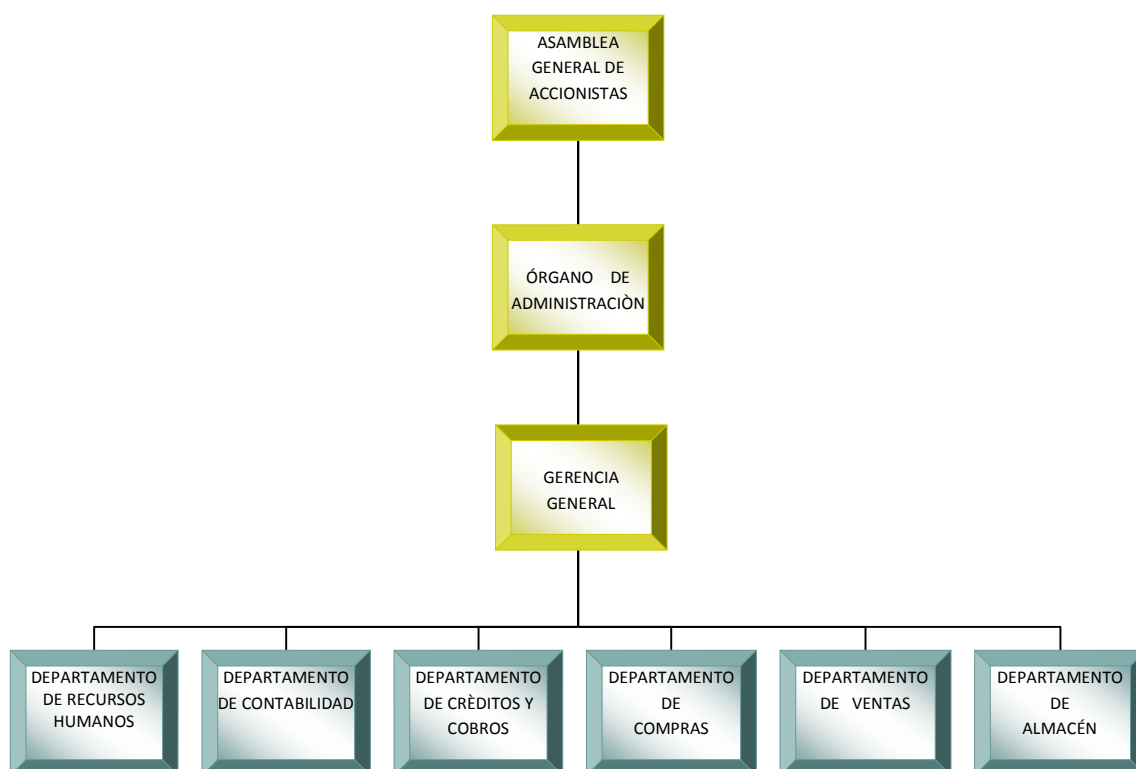 ASAMBLEA
GENERAL DE
ACCIONISTAS
ÓRGANO DE
ADMINISTRACIÒN
GERENCIA
GENERAL
DEPARTAMENTO
DE RECURSOS
HUMANOS
DEPARTAMENTO
DE CONTABILIDAD
DEPARTAMENTO
DE CRÈDITOS Y
COBROS
DEPARTAMENTO
DE
COMPRAS
DEPARTAMENTO
DE VENTAS
DEPARTAMENTO
DE
ALMACÉN